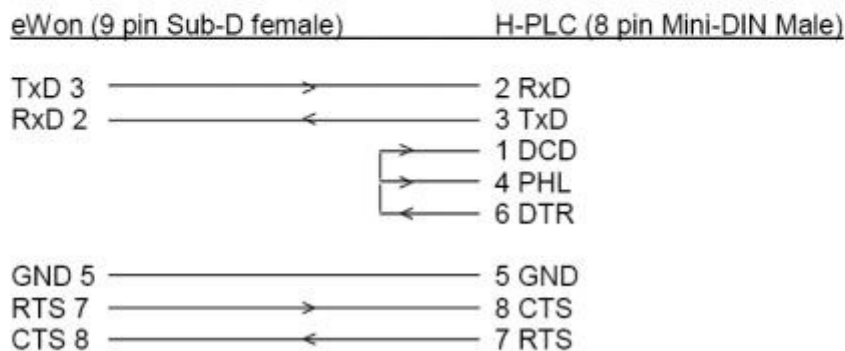 eWon (9 pin Sub-D female) H-PLC (8 pin Mini-DIN Male)
TxD 3 2 RxD
RxD 2 3 TxD
1 DCD
4 PHL
6 DTR
GND 5 5 GND
RTS 7 8 CTS
CTS 8 7 RTS